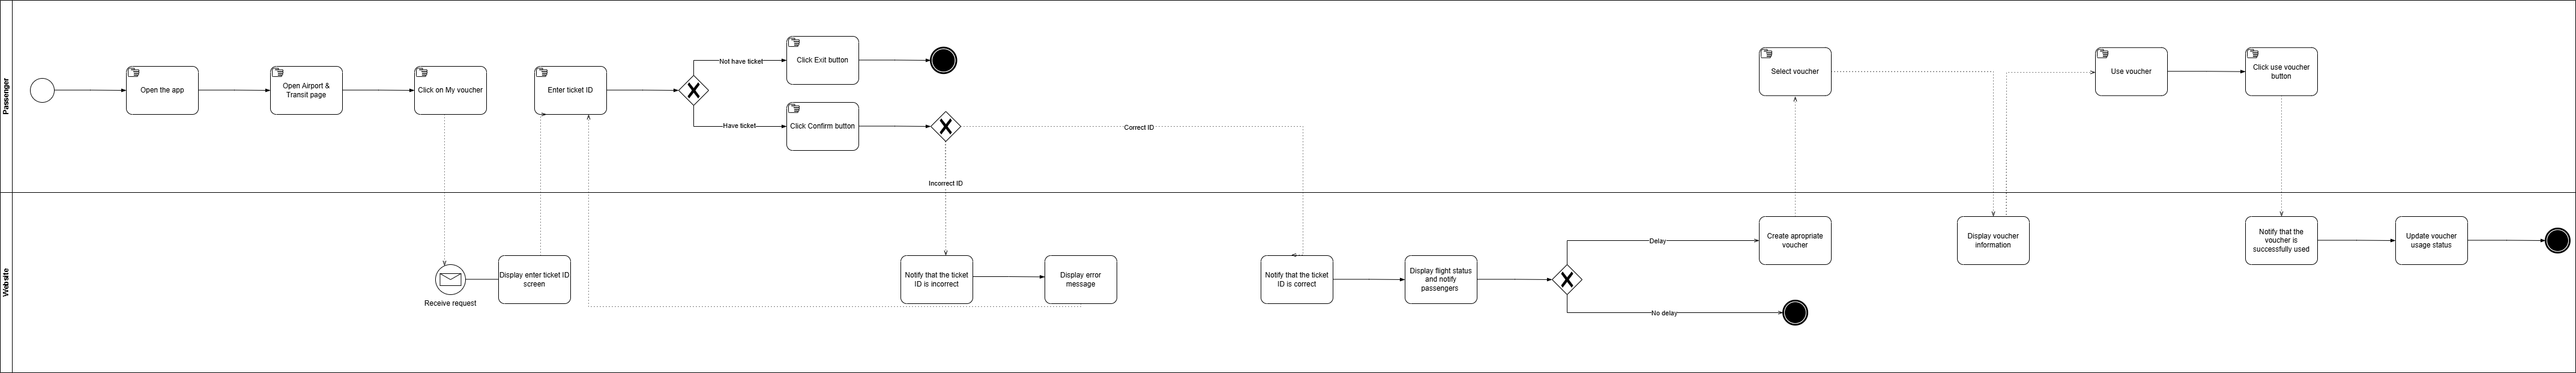 Passenger
Open the app
Open Airport &
Transit page
Click on My voucher
Enter ticket ID
Not have ticket
Click Exit button
Have ticket
Click Confirm button
Correct ID
Incorrect ID
Select voucher
Use voucher
Click use voucher
button
Website
Receive request
Display enter ticket ID
screen
Notify that the ticket
ID is incorrect
Display error
message
Notify that the ticket
ID is correct
Display flight status
and notify
passengers
Delay
No delay
Create apropriate
voucher
Display voucher
information
Notify that the
voucher is
successfully used
Update voucher
usage status